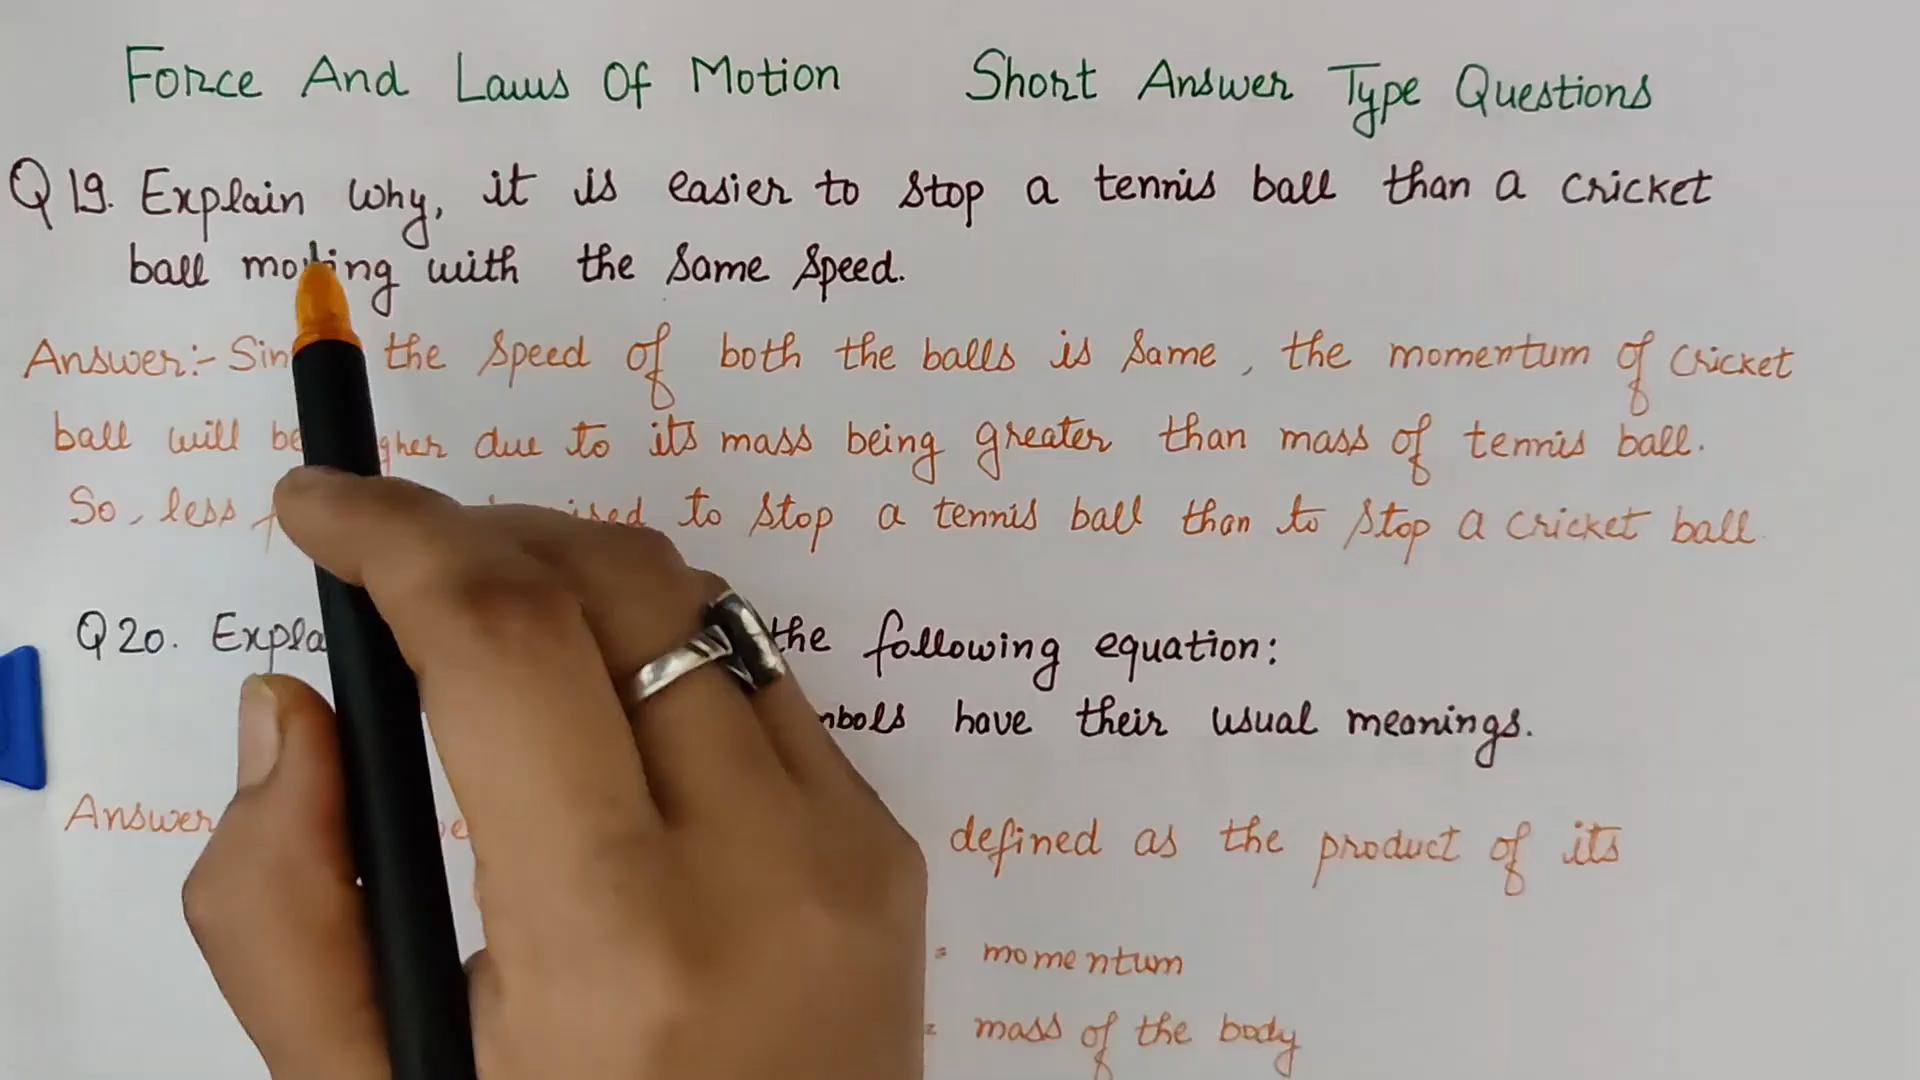 Force And Laws Of Motion Short Answer Type Questions
Q 19. Explain why, it is easier to stop a tennis ball than a cricket
ball moving with the same speed.
Answer:- the speed of both the balls is same, the momentum of cricket
ball will be due to its mass being greater than mass of tennis ball.
So, less to stop a tennis ball than to stop a cricket ball
Q20. the following equation:
have their usual meanings.
Answer defined as the product of its
= momentum
= mass of the body